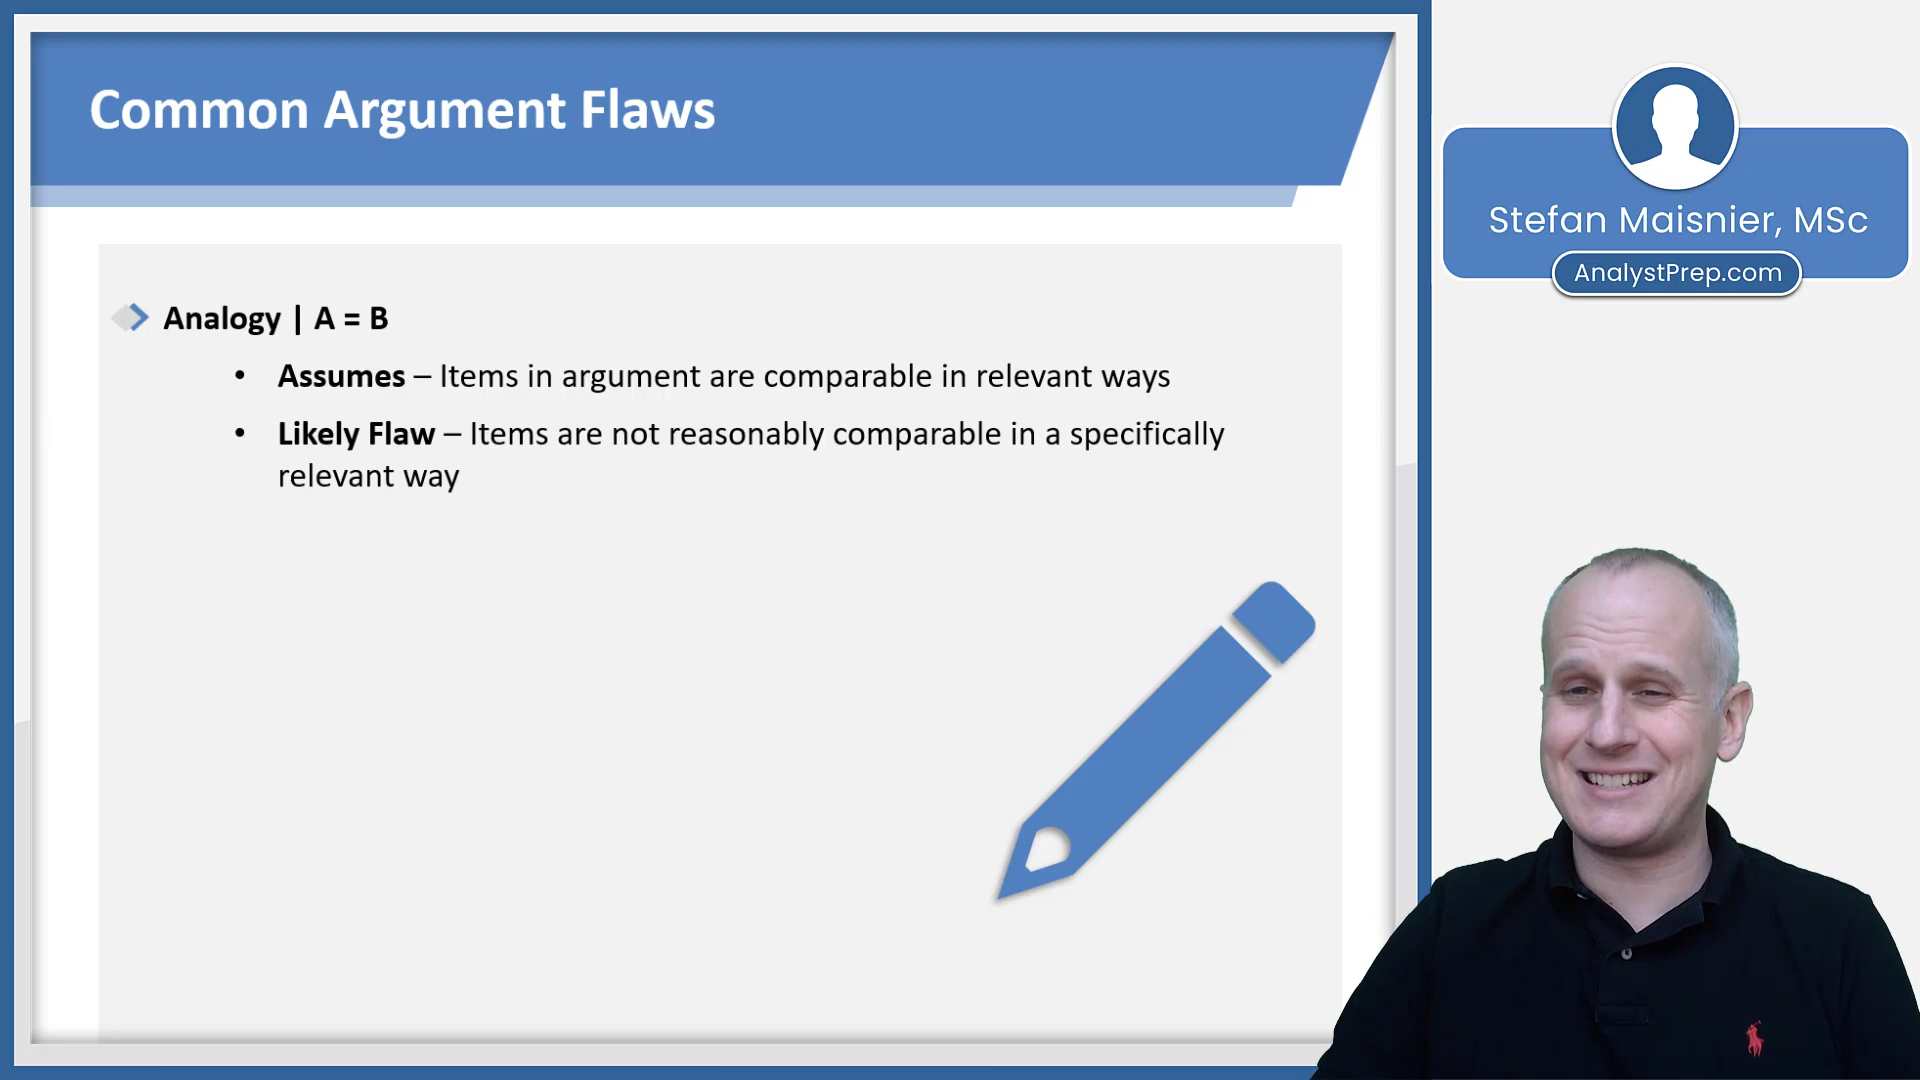 Common Argument Flaws
Analogy | A = B
• Assumes – Items in argument are comparable in relevant ways
• Likely Flaw – Items are not reasonably comparable in a specifically
relevant way
Stefan Maisnier, MSc
AnalystPrep.com